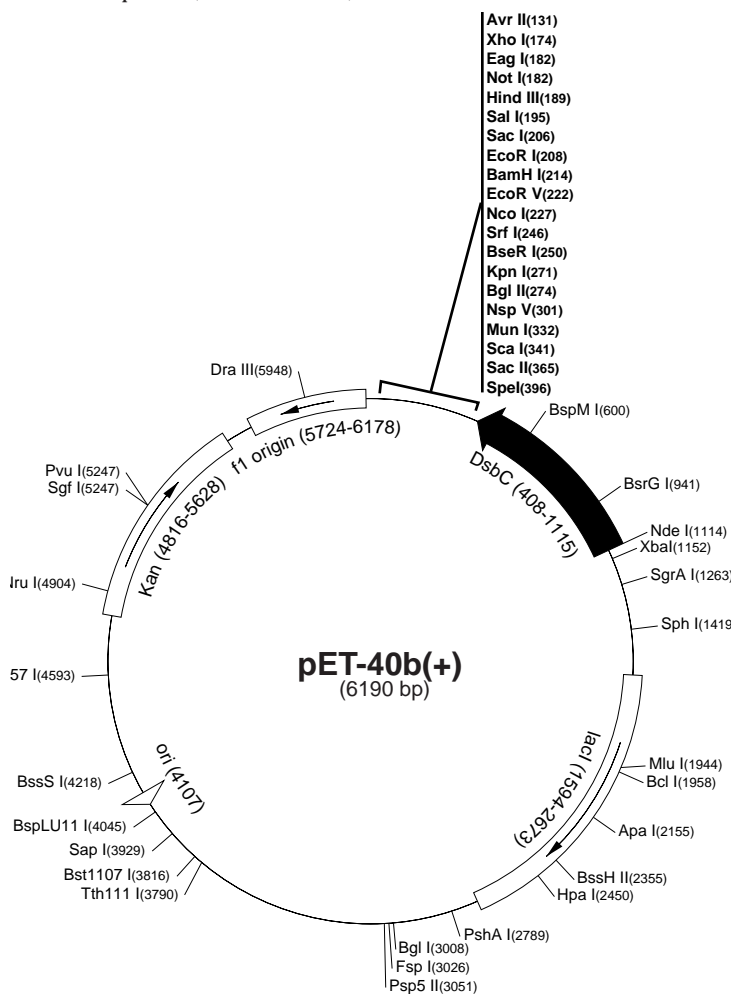 Avr II(131)
Xho I(174)
Eag I(182)
Not I(182)
Hind III(189)
Sal I(195)
Sac I(206)
EcoR I(208)
BamH I(214)
EcoR V(222)
Nco I(227)
Srf I(246)
BseR I(250)
Kpn I(271)
Bgl II(274)
Nsp V(301)
Mun I(332)
Sca I(341)
Sac II(365)
SpeI(396)
Dra III(5948)
BspM I(600)
f1 origin (5724-6178)
DsbC (408-1115)
Pvu I(5247)
Sgf I(5247)
BsrG I(941)
Kan (4816-5628)
Nde I(1114)
XbaI(1152)
SgrA I(1263)
Sph I(1419
(4904)
57 I(4593)
pET-40b(+)
(6190 bp)
lacI (1594-2673)
ori (4107)
Mlu I(1944)
Bcl I(1958)
BssS I(4218)
Apa I(2155)
BspLU11 I(4045)
Sap I(3929)
BssH II(2355)
Bst1107 I(3816)
Hpa I(2450)
Tth111 I(3790)
PshA I(2789)
Bgl I(3008)
Fsp I(3026)
Psp5 II(3051)